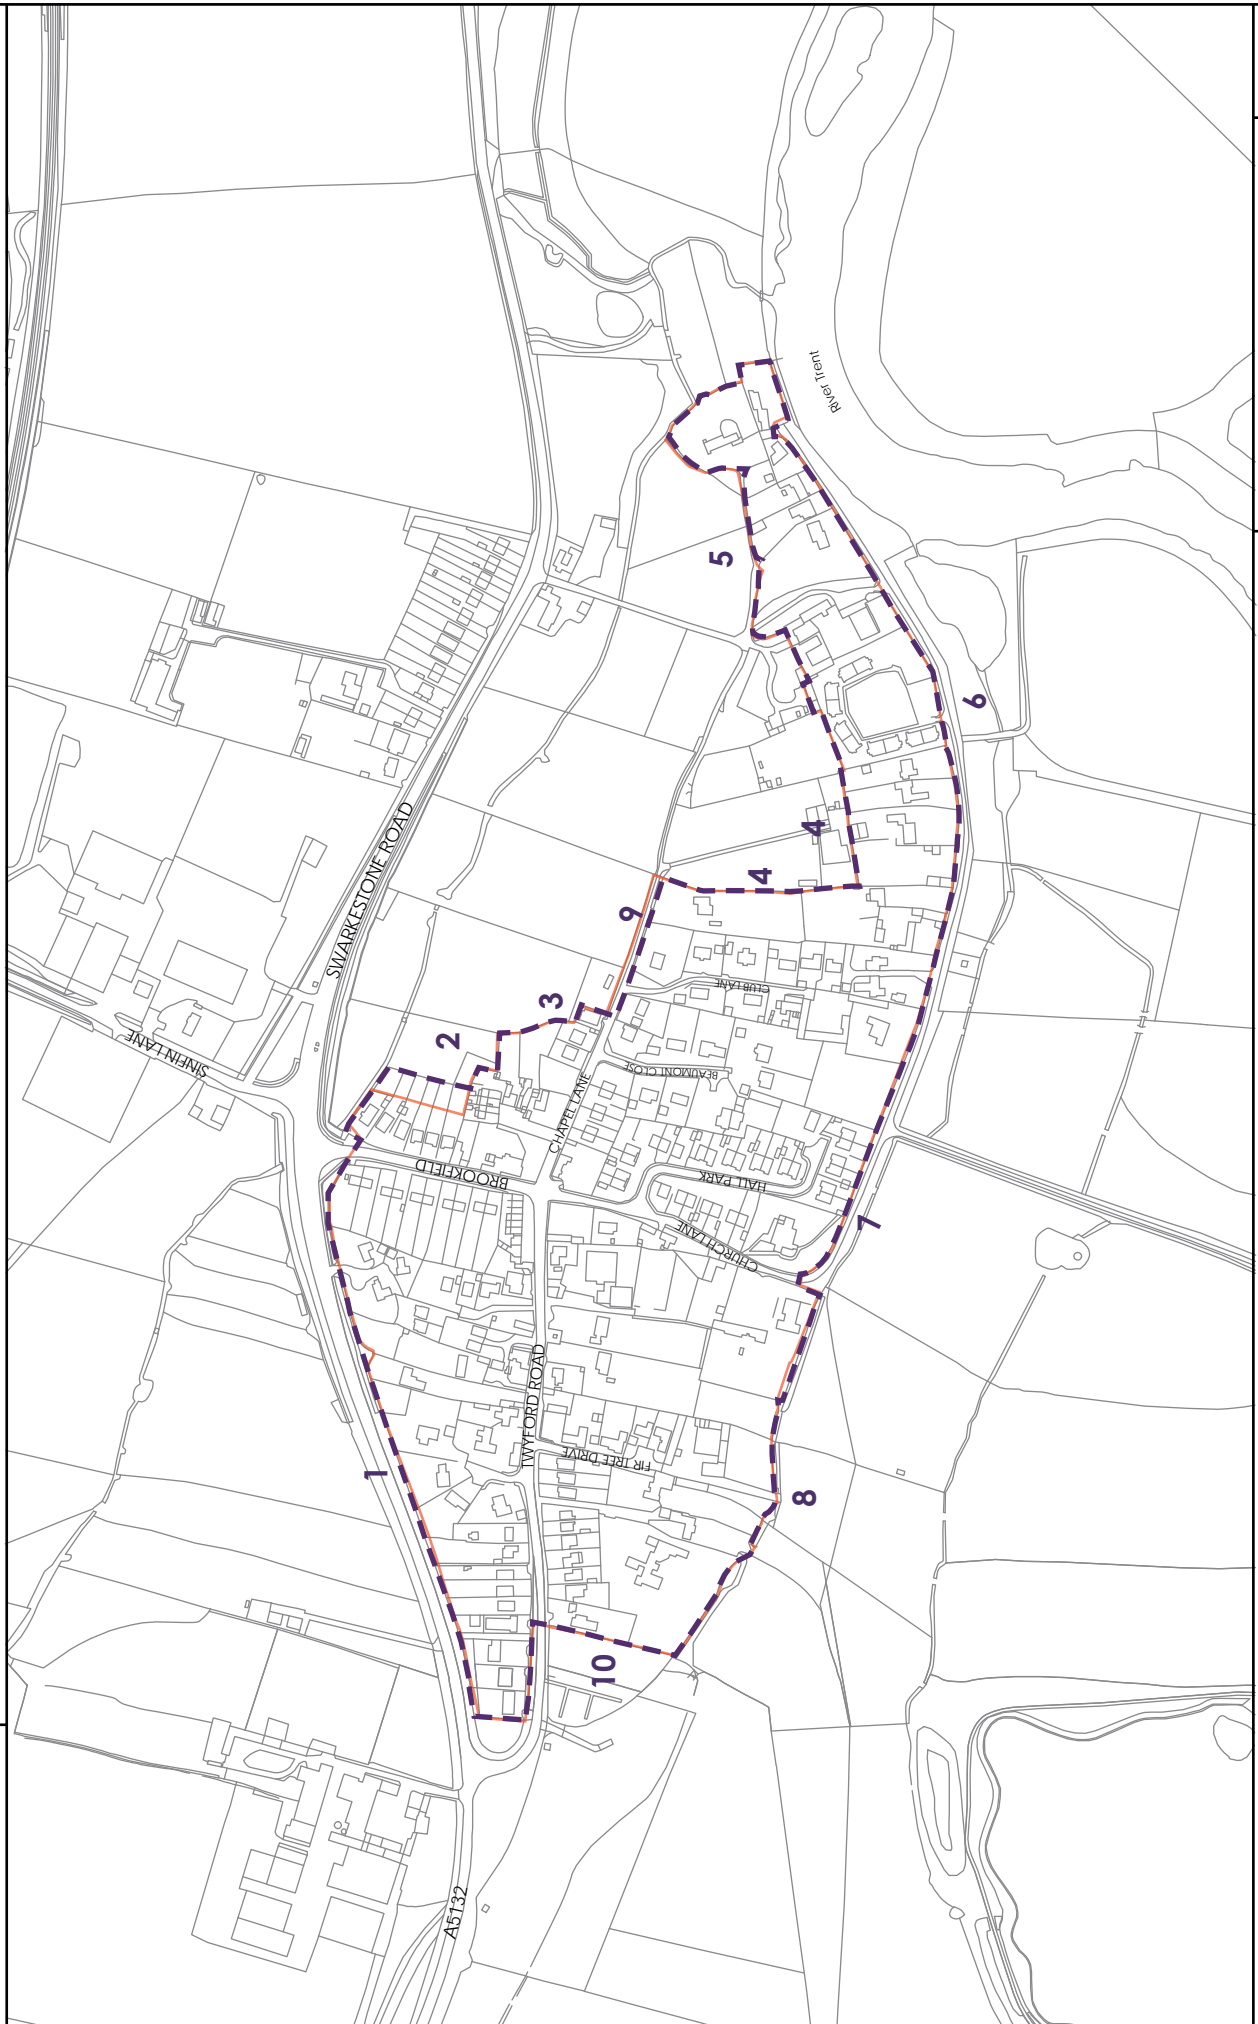 SINFIN LANE
SWARKESTONE ROAD
River Trent
5
6
4
4
9
3
2
CLUB LANE
BEAUMONT CLOSE
CHAPEL LANE
BROOKFIELD
HALL PARK
CHURCH LANE
7
TWYFORD ROAD
FIR TREE DRIVE
1
8
10
A5132